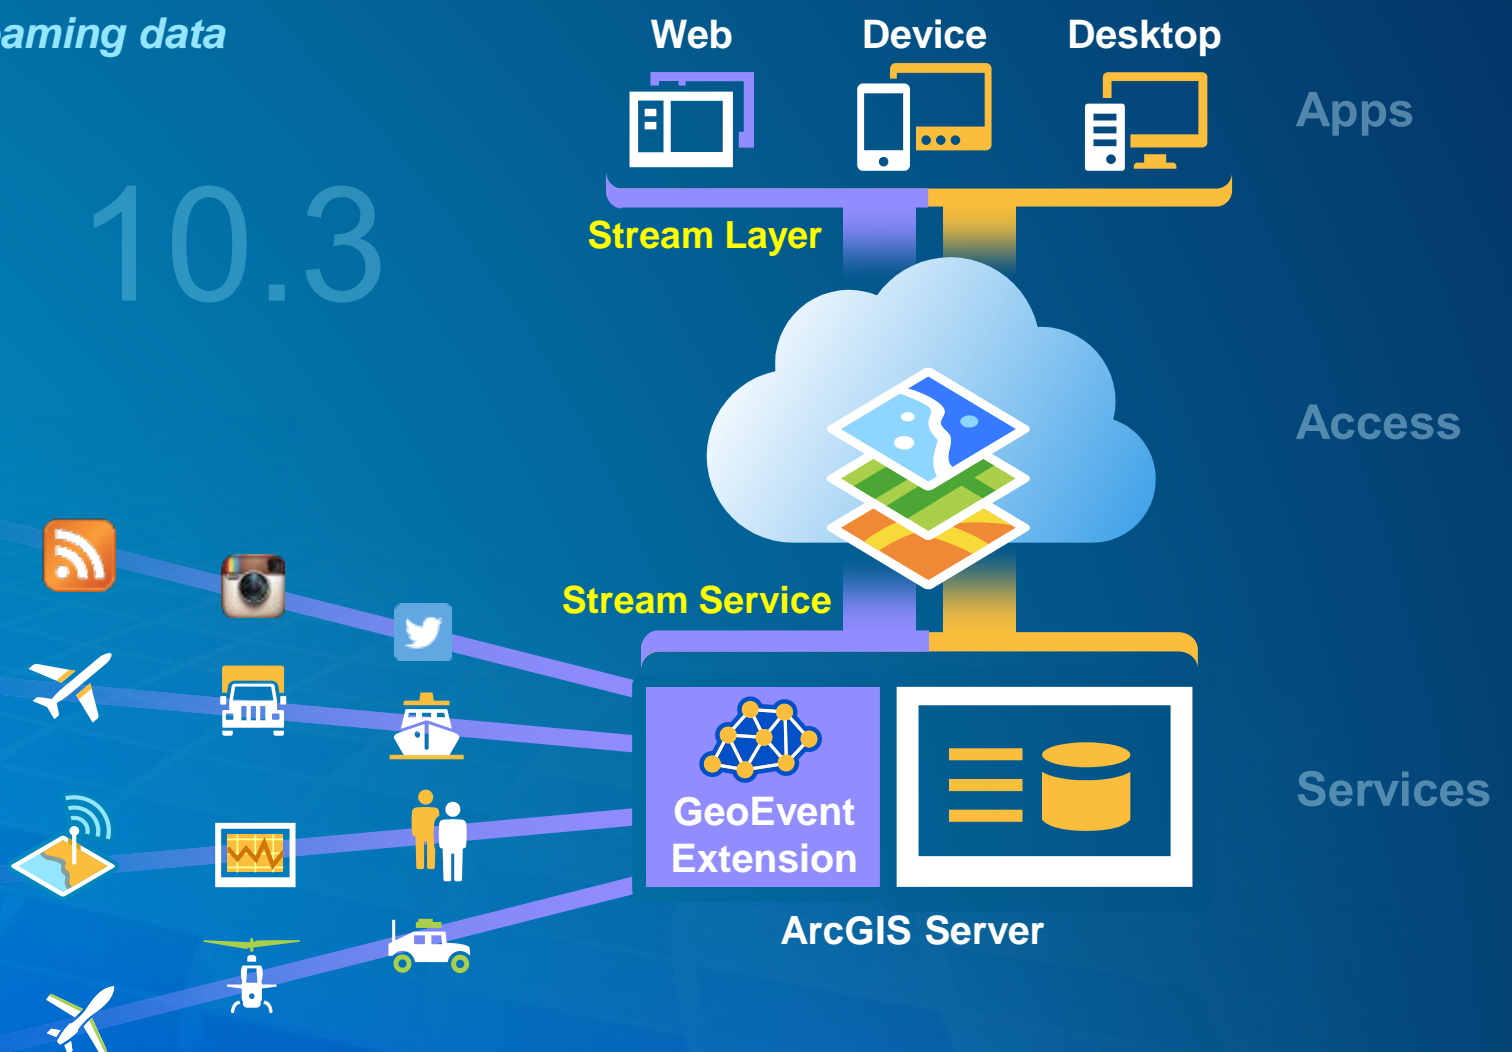 aming data
Web Device Desktop
Apps
10.3
Stream Layer
Access
Stream Service
Services
GeoEvent
Extension
ArcGIS Server